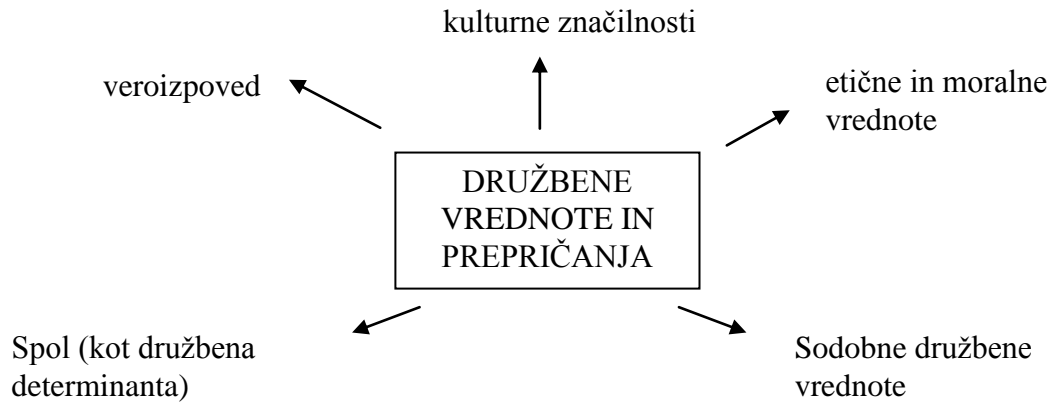 kulturne značilnosti
veroizpoved
etične in moralne
vrednote
DRUŽBENE
VREDNOTE IN
PREPRIČANJA
Spol (kot družbena
determinanta)
Sodobne družbene
vrednote